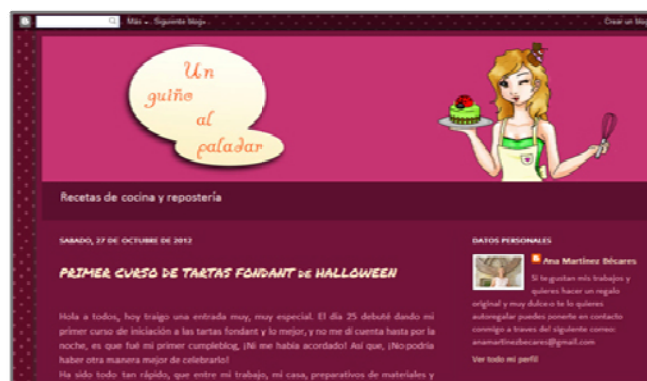 Más
Siguiente blog»
Crear un blog
Un
guiño
al
paladar
Recetas de cocina y repostería
SABADO, 27 DE OCTUBRE DE 2012
PRIMER CURSO DE TARTAS FONDANT DE HALLOWEEN
Hola a todos, hoy traigo una entrada muy, muy especial. El día 25 debuté dando mi
primer curso de iniciación a las tartas fondant y lo mejor, y no me di cuenta hasta por la
noche, es que fué mi primer cumpleblog, ¡Ni me había acordado! Así que, ¡No podría
haber otra manera mejor de celebrarlo!
Ha sido todo tan rápido, que entre mi trabajo, mi casa, preparativos de materiales y
DATOS PERSONALES
Ana Martínez Bécares
Si te gustan mis trabajos y
quieres hacer un regalo
original y muy dulce o te lo quieres
autorregalar puedes ponerte en contacto
conmigo a traves del siguiente correo:
anamartinezbecares@gmail.com
Ver todo mi perfil